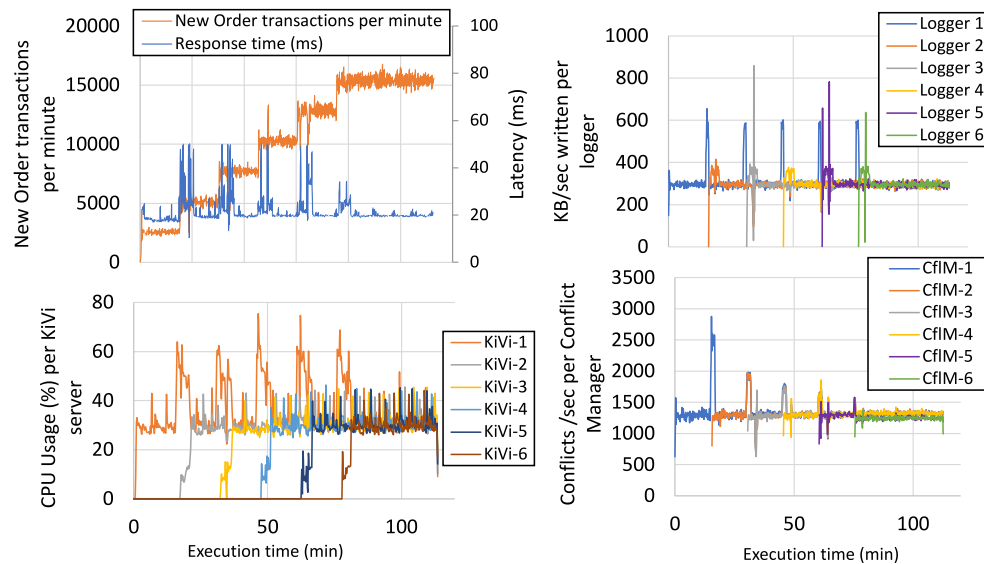 New Order transactions per minute
Response time (ms)
20000
15000
10000
5000
0
100
80
60
40
20
0
New Order transactions
per minute
Latency (ms)
Logger 1
Logger 2
Logger 3
Logger 4
Logger 5
Logger 6
1000
800
600
400
200
0
KB/sec written per
logger
80
60
40
20
0
CPU Usage (%) per KiVi
server
KiVi-1
KiVi-2
KiVi-3
KiVi-4
KiVi-5
KiVi-6
0
50
100
Execution time (min)
3500
3000
2500
2000
1500
1000
500
0
Conflicts /sec per Conflict
Manager
CflM-1
CflM-2
CflM-3
CflM-4
CflM-5
CflM-6
0
50
100
Execution time (min)